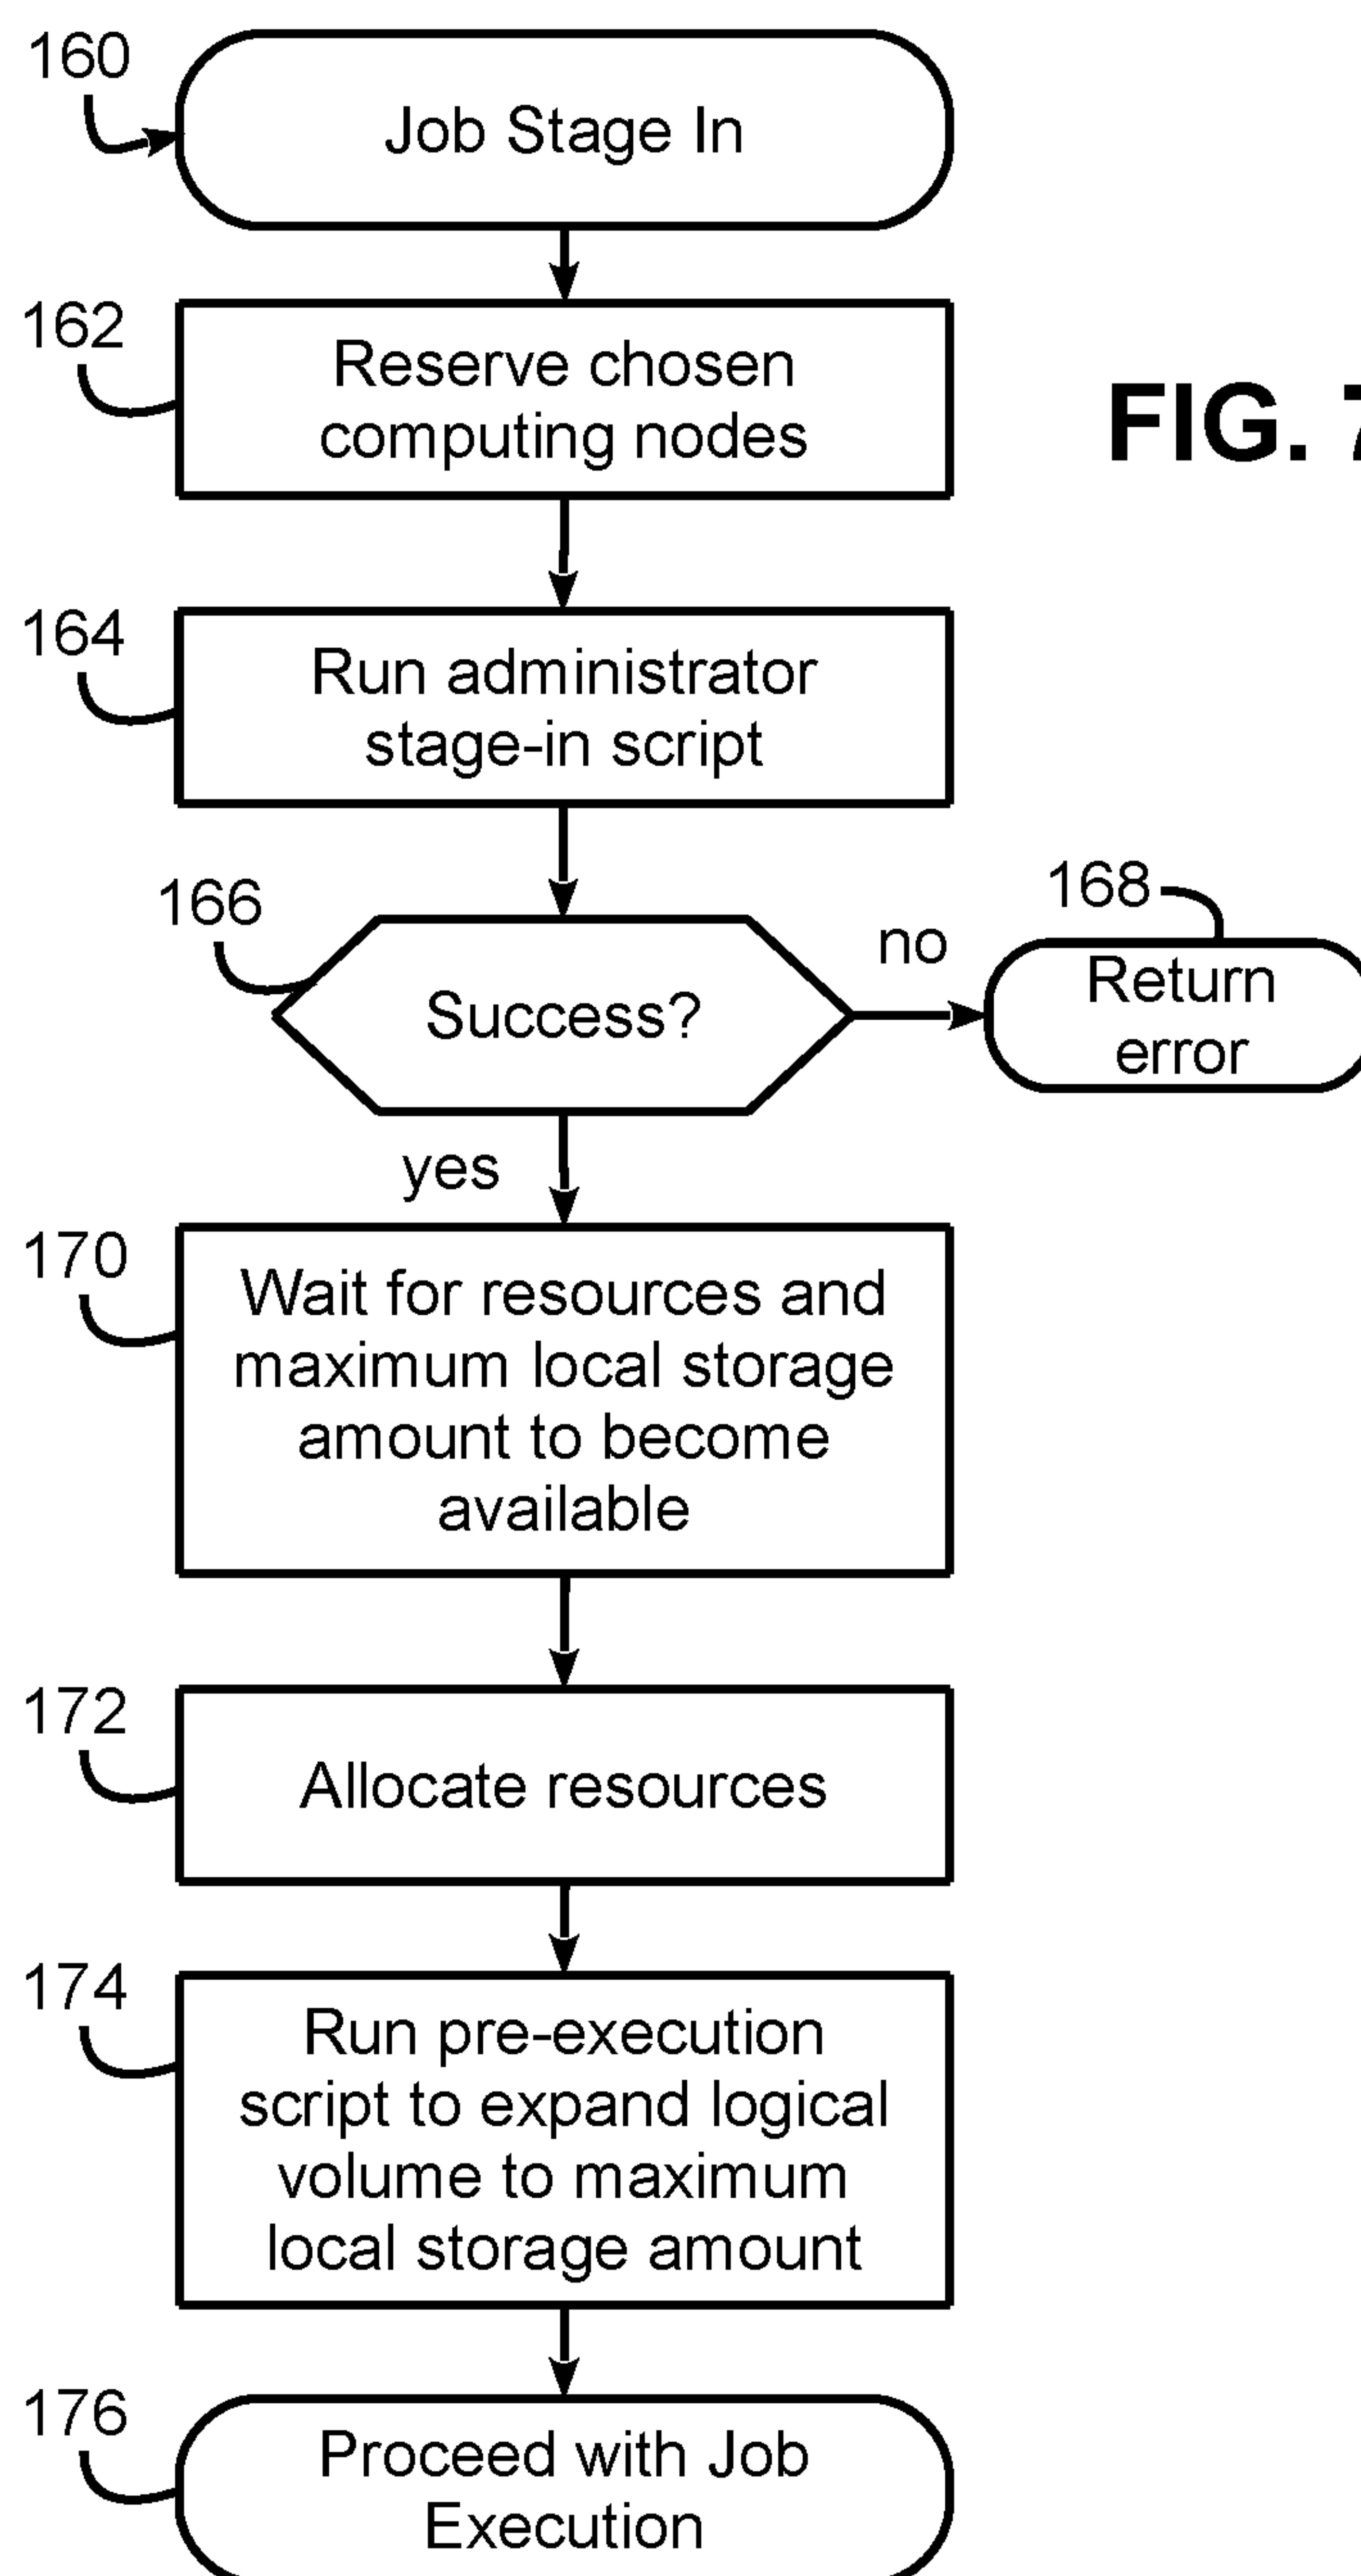 160
Job Stage In
162
Reserve chosen
computing nodes
FIG. 7
164
Run administrator
stage-in script
166
Success?
no
168
Return
error
yes
170
Wait for resources and
maximum local storage
amount to become
available
172
Allocate resources
174
Run pre-execution
script to expand logical
volume to maximum
local storage amount
176
Proceed with Job
Execution